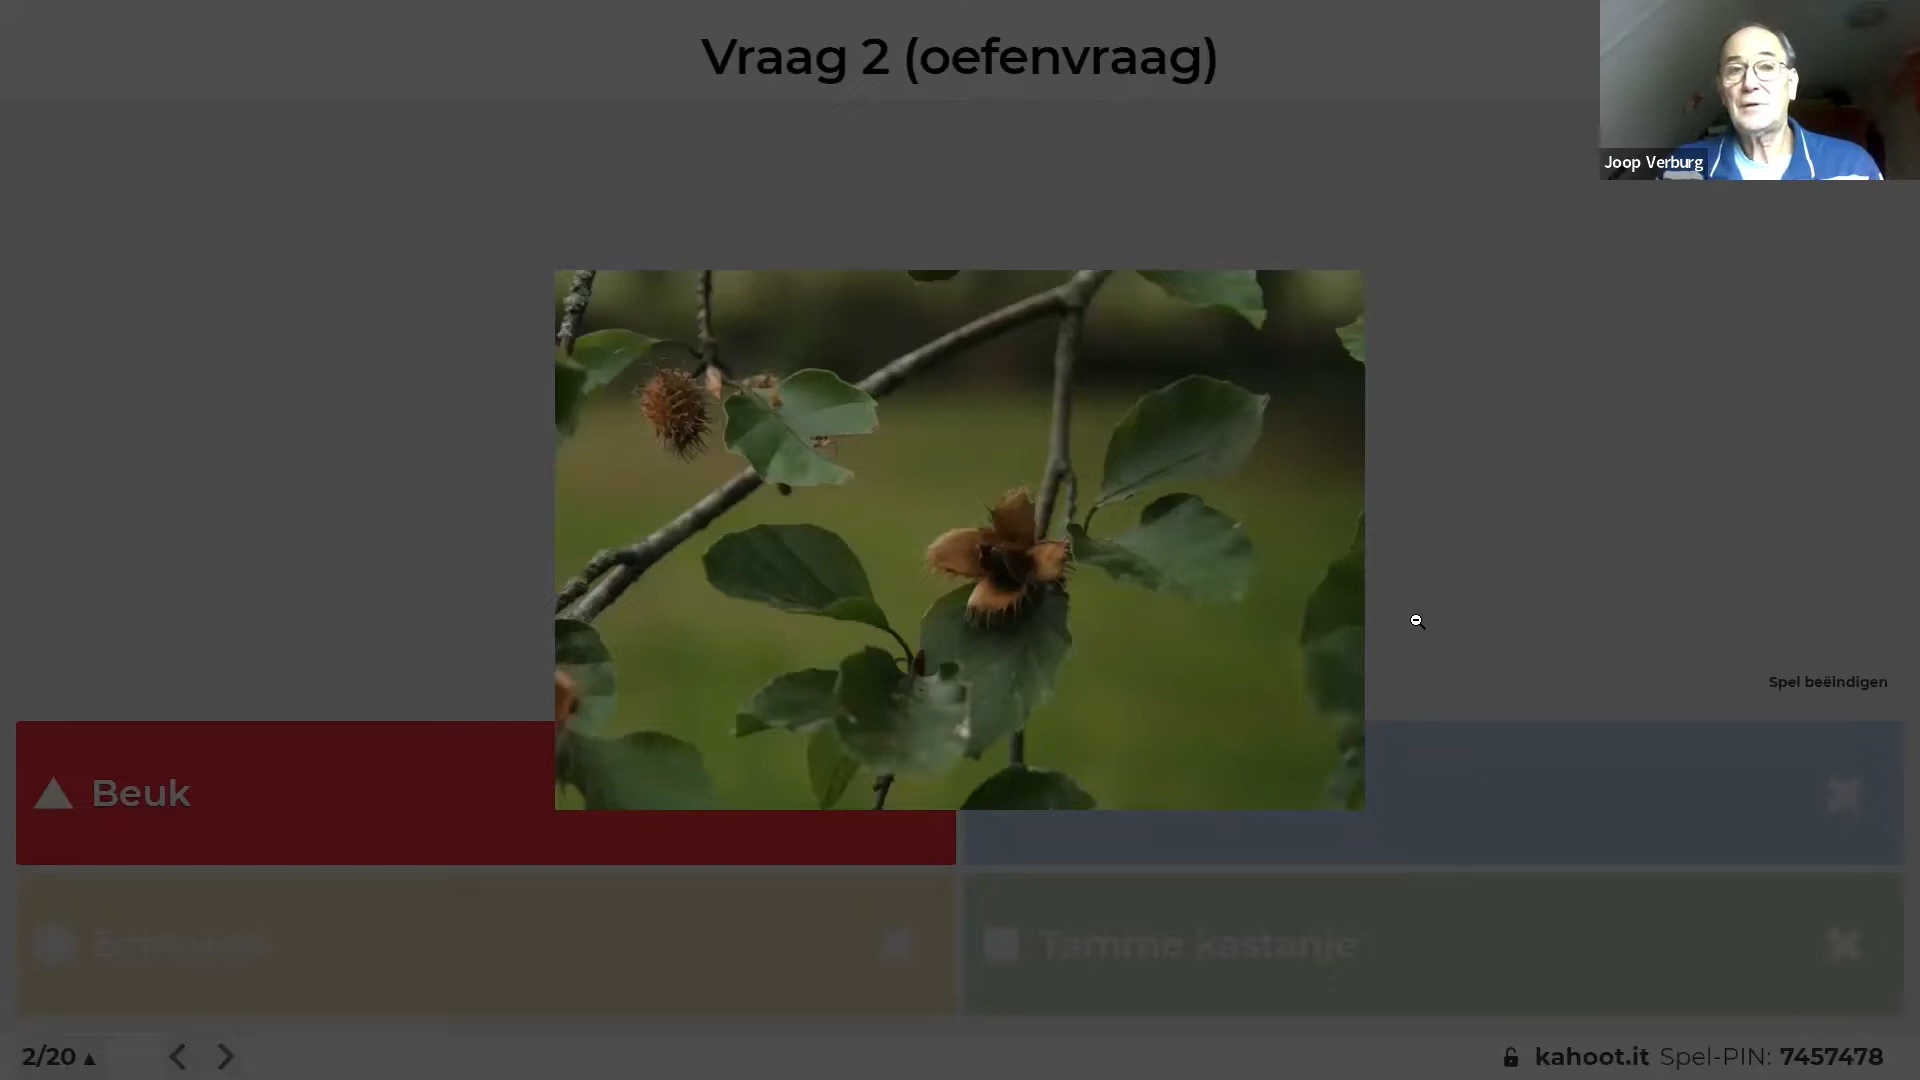 Vraag 2 (oefenvraag)
Joop Verburg
Spel beëindigen
Beuk
Tamme kastanje
2/20
kahoot.it Spel-PIN: 7457478